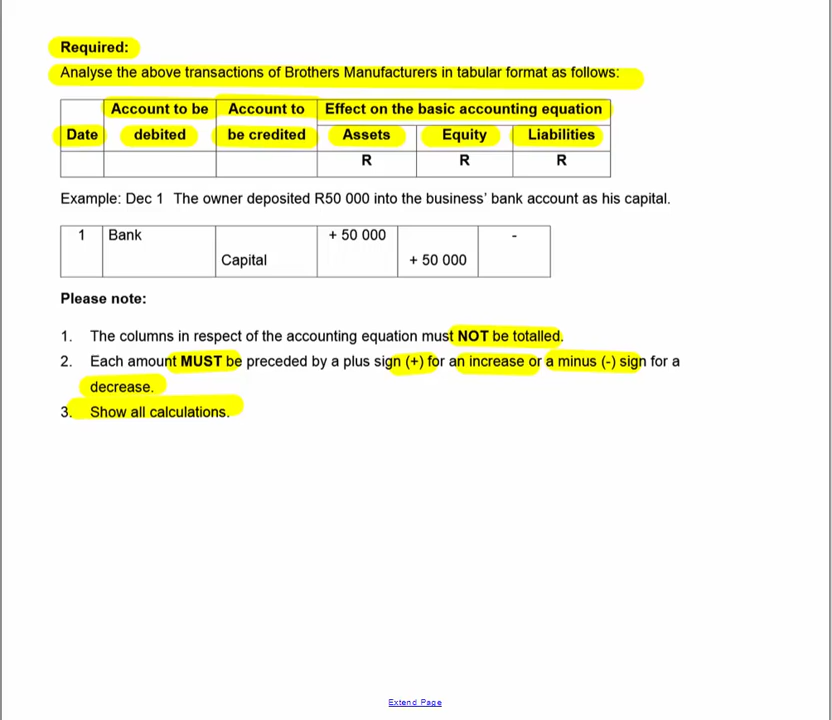 Required:
Analyse the above transactions of Brothers Manufacturers in tabular format as follows:
Account to be Account to Effect on the basic accounting equation
Date debited be credited Assets Equity Liabilities
R R R
Example: Dec 1 The owner deposited R50 000 into the business' bank account as his capital.
1 Bank + 50 000 -
Capital + 50 000
Please note:
1. The columns in respect of the accounting equation must NOT be totalled.
2. Each amount MUST be preceded by a plus sign (+) for an increase or a minus (-) sign for a
decrease.
3. Show all calculations.
Extend Page